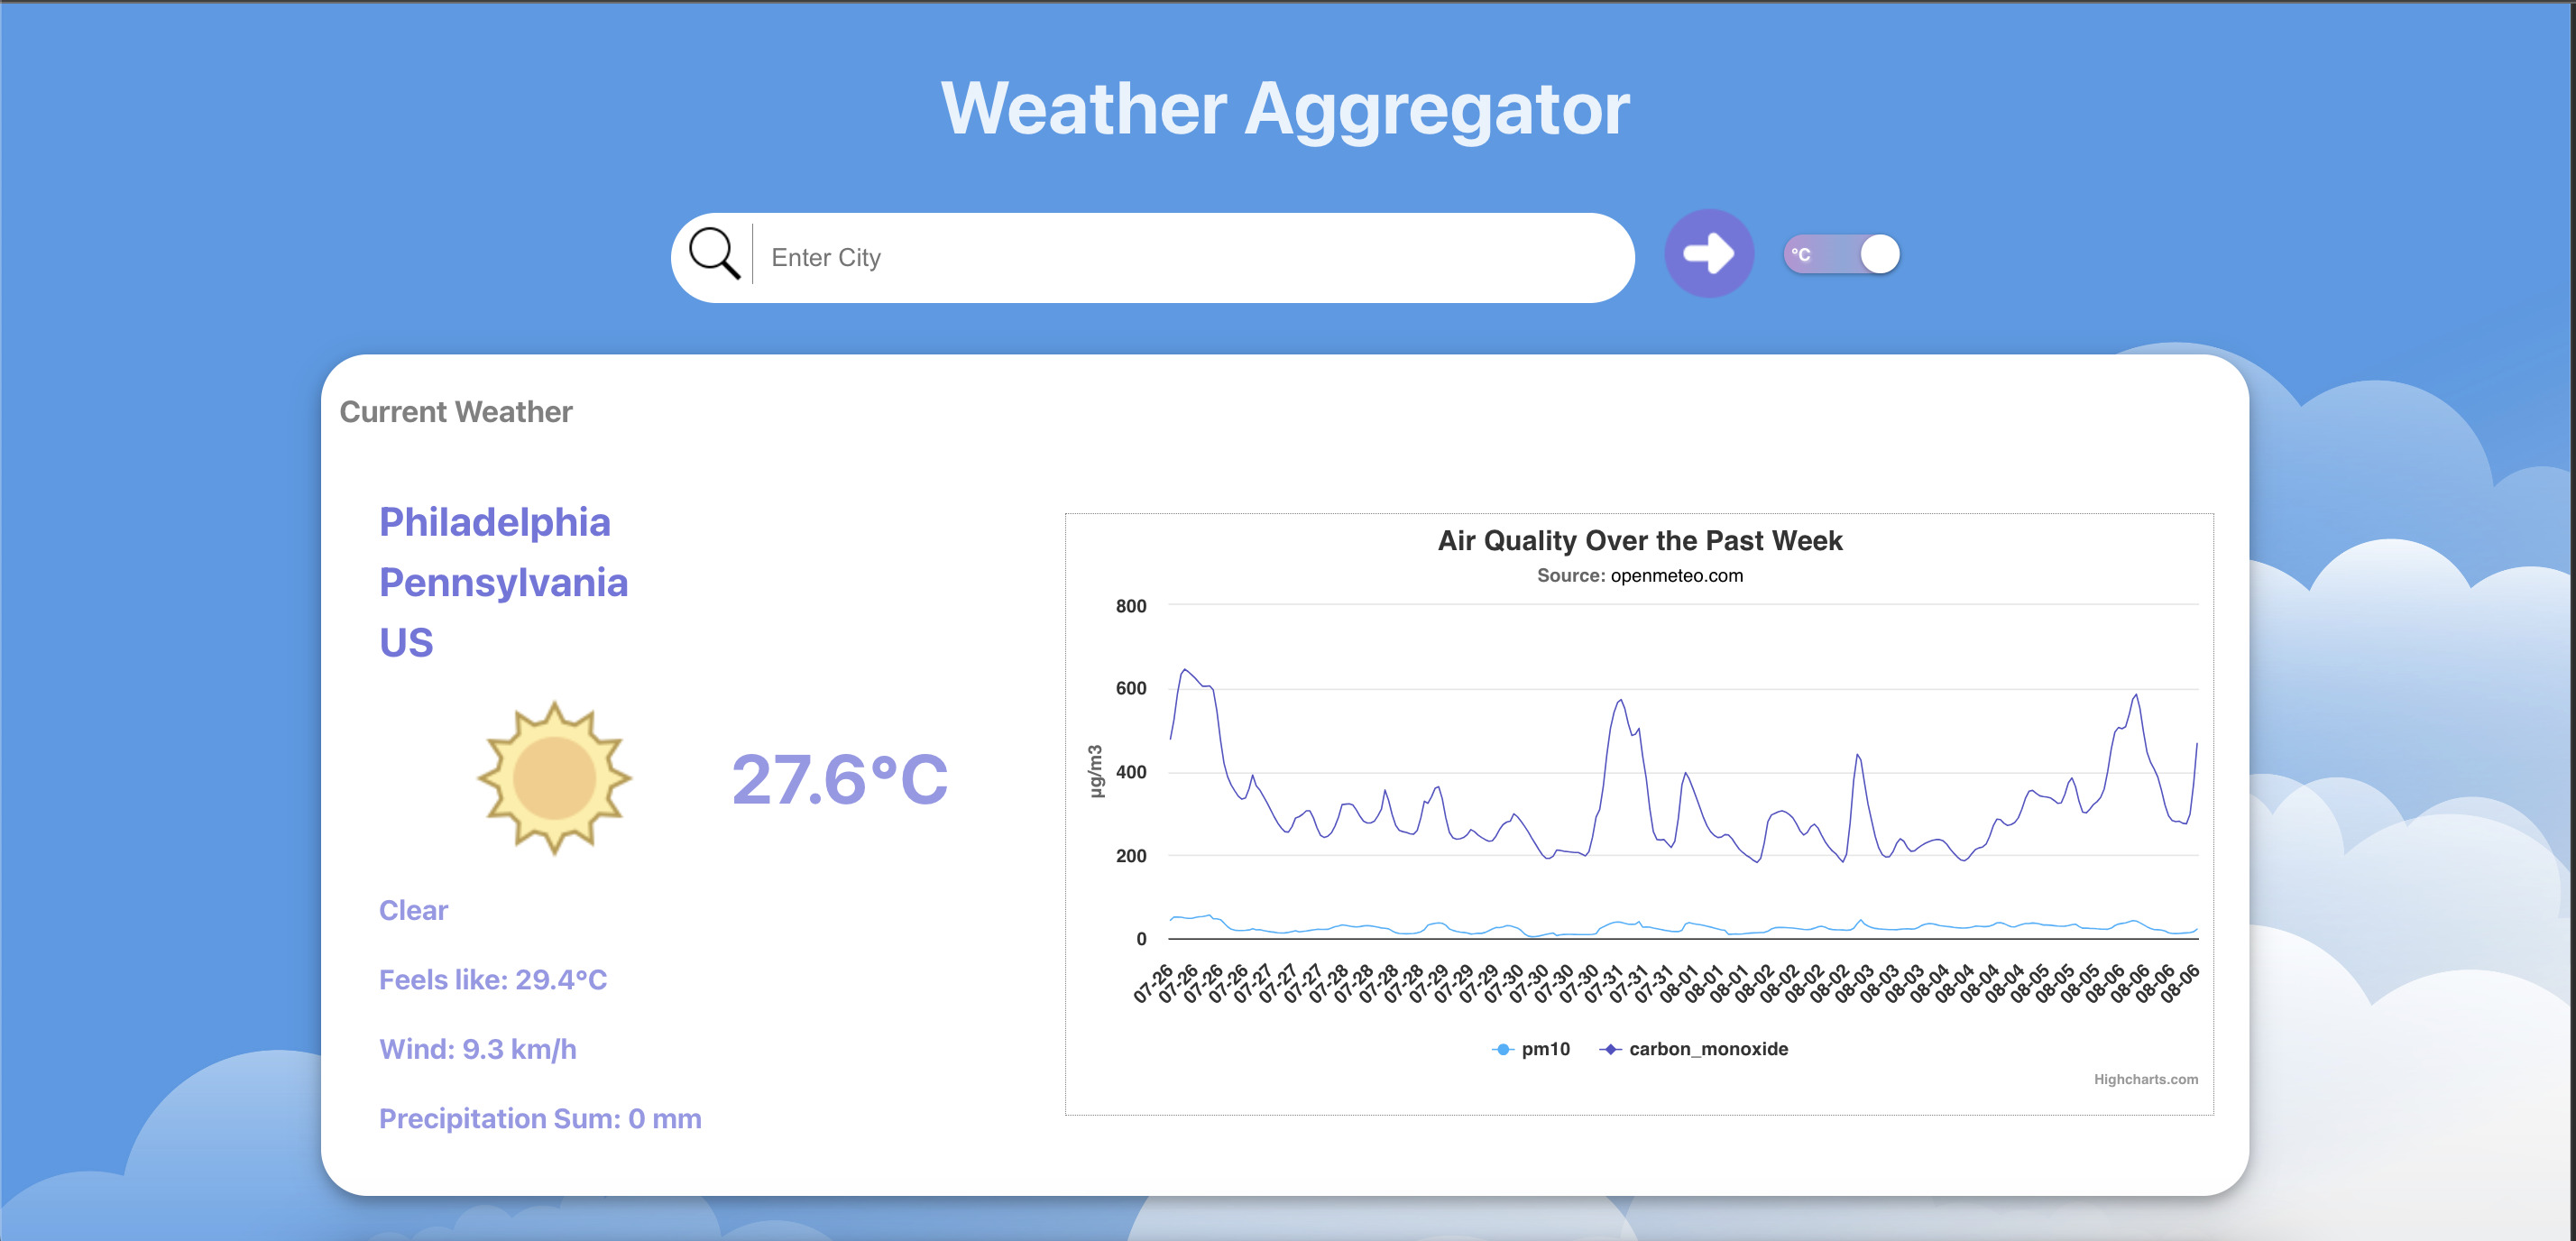 Weather Aggregator
Enter City
°C
Current Weather
Philadelphia
Pennsylvania
US
27.6°C
Clear
Feels like: 29.4°C
Wind: 9.3 km/h
Precipitation Sum: 0 mm
Air Quality Over the Past Week
Source: openmeteo.com
µg/m3
800
600
400
200
0
07-26 07-26 07-26 07-26 07-27 07-27 07-27 07-28 07-28 07-28 07-28 07-29 07-29 07-29 07-30 07-30 07-30 07-30 07-31 07-31 07-31 08-01 08-01 08-01 08-02 08-02 08-02 08-02 08-03 08-03 08-03 08-04 08-04 08-04 08-04 08-05 08-05 08-05 08-06 08-06 08-06 08-06
pm10 carbon_monoxide
Highcharts.com